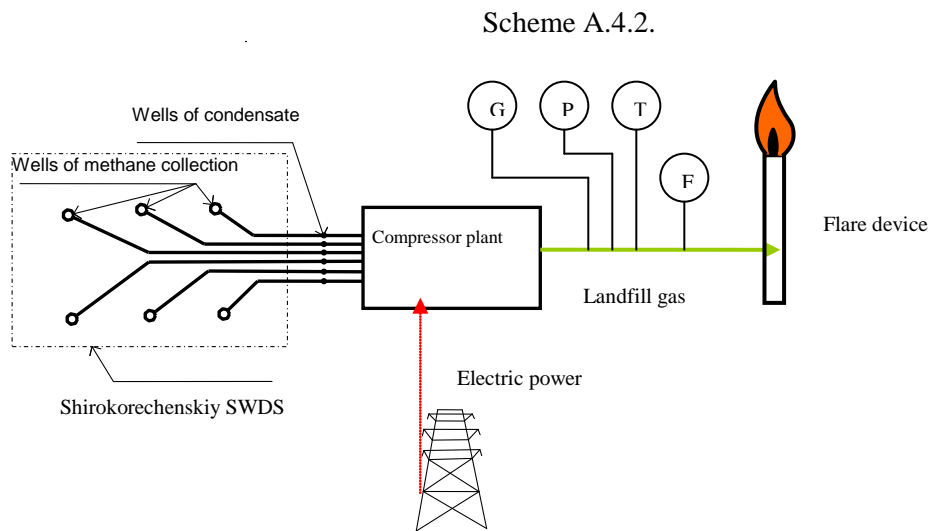 Scheme A.4.2.
G P T
Wells of condensate
Wells of methane collection
F
Compressor plant
Flare device
Landfill gas
Electric power
Shirokorechenskiy SWDS